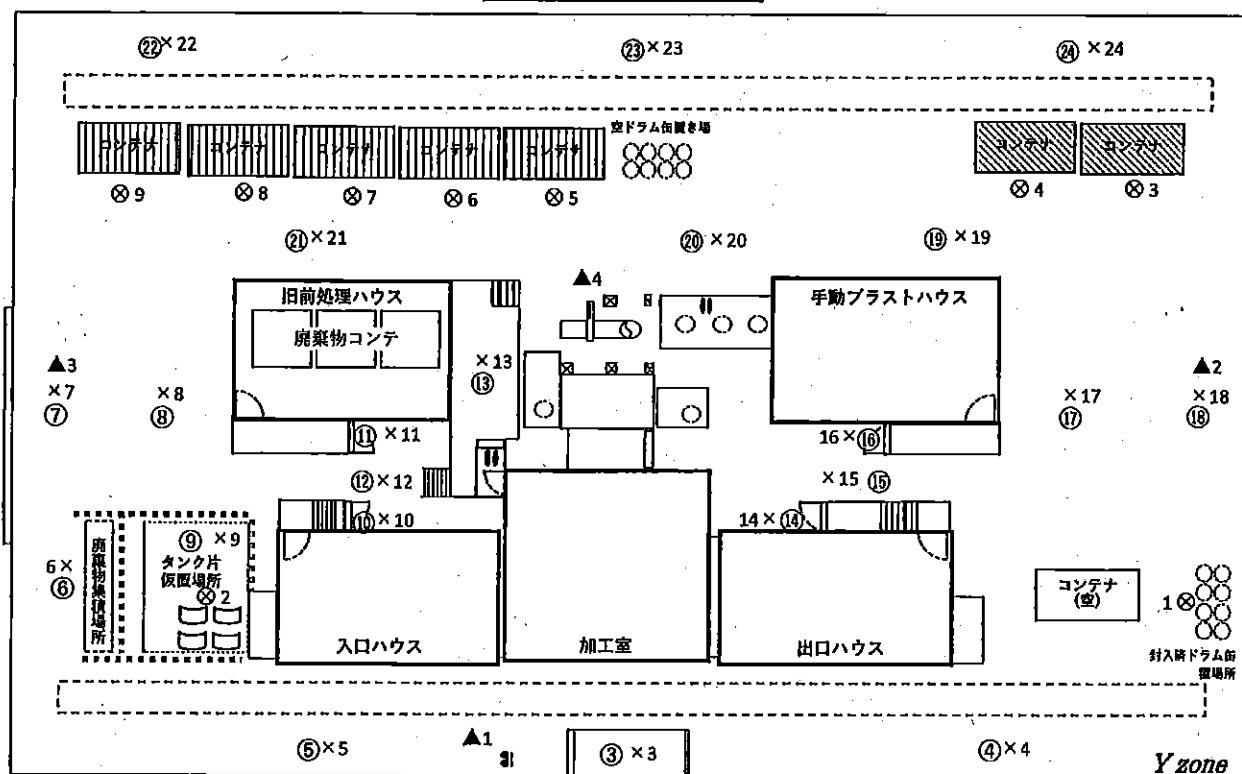 ㉒×22
㉓×23
㉔×24
コンテナ
コンテナ
コンテナ
コンテナ
コンテナ
空ドラム缶置き場
コンテナ
コンテナ
⊗9
⊗8
⊗7
⊗6
⊗5
⊗4
⊗3
㉑×21
⑳×20
⑲×19
▲4
旧前処理ハウス
廃棄物コンテ
手動ブラストハウス
▲3
×7
⑦
×8
⑧
×13
⑬
▲2
×17
⑰
×18
⑱
⑪×11
16×⑯
⑫×12
×15⑮
⑩×10
14×⑭
6×
⑥
廃棄物集積場所
⑨×9
タンク片
仮置場所
⊗2
入口ハウス
加工室
出口ハウス
コンテナ
(空)
1⊗
封入済ドラム缶
置場所
⑤×5
▲1
③×3
④×4
Y zone